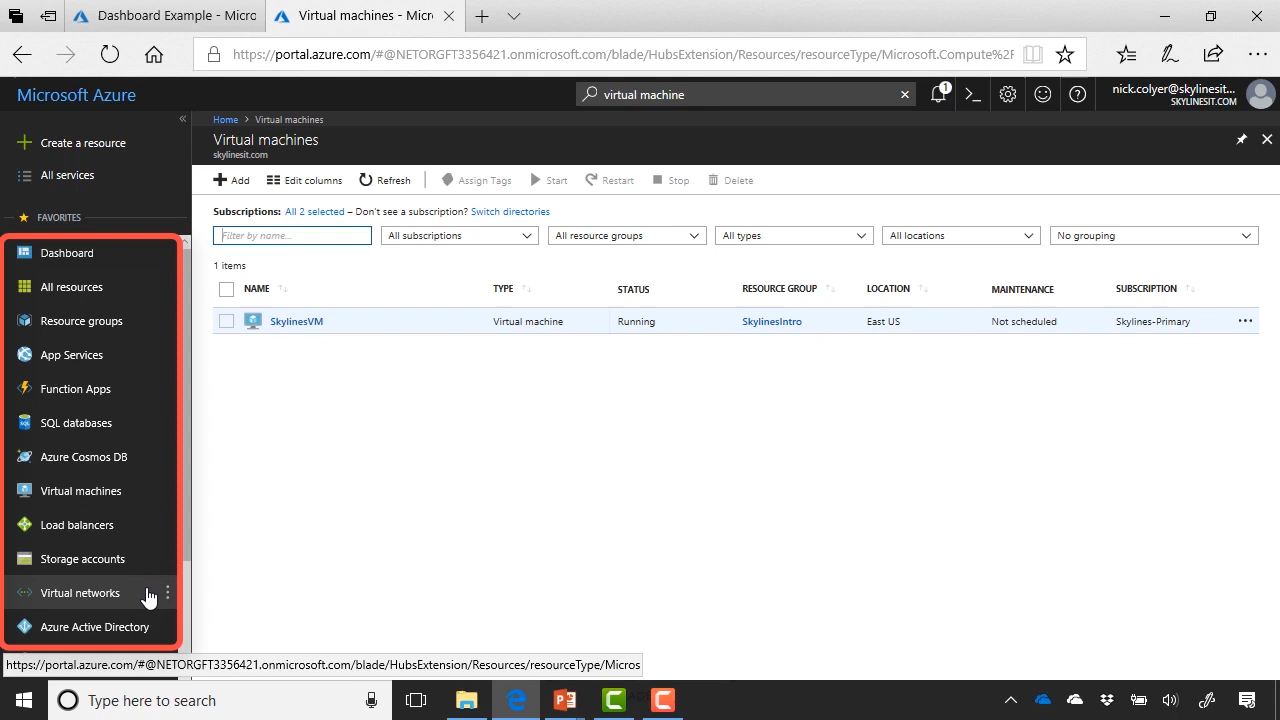 Dashboard Example - Micro
Virtual machines - Micr
https://portal.azure.com/#@NETORGFT3356421.onmicrosoft.com/blade/HubsExtension/Resources/resourceType/Microsoft.Compute%2F
Microsoft Azure
virtual machine
1
nick.colyer@skylinesit...
SKYLINESIT.COM
Create a resource
All services
FAVORITES
Dashboard
All resources
Resource groups
App Services
Function Apps
SQL databases
Azure Cosmos DB
Virtual machines
Load balancers
Storage accounts
Virtual networks
Azure Active Directory
Home > Virtual machines
Virtual machines
skylinesit.com
Add Edit columns Refresh Assign Tags Start Restart Stop Delete
Subscriptions: All 2 selected – Don't see a subscription? Switch directories
Filter by name... All subscriptions All resource groups All types All locations No grouping
1 items
NAME TYPE STATUS RESOURCE GROUP LOCATION MAINTENANCE SUBSCRIPTION
SkylinesVM Virtual machine Running SkylinesIntro East US Not scheduled Skylines-Primary
https://portal.azure.com/#@NETORGFT3356421.onmicrosoft.com/blade/HubsExtension/Resources/resourceType/Micros
Type here to search